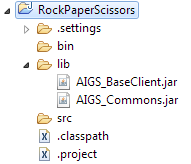 RockPaperScissors
.settings
bin
lib
AIGS_BaseClient.jar
AIGS_Commons.jar
src
.classpath
.project